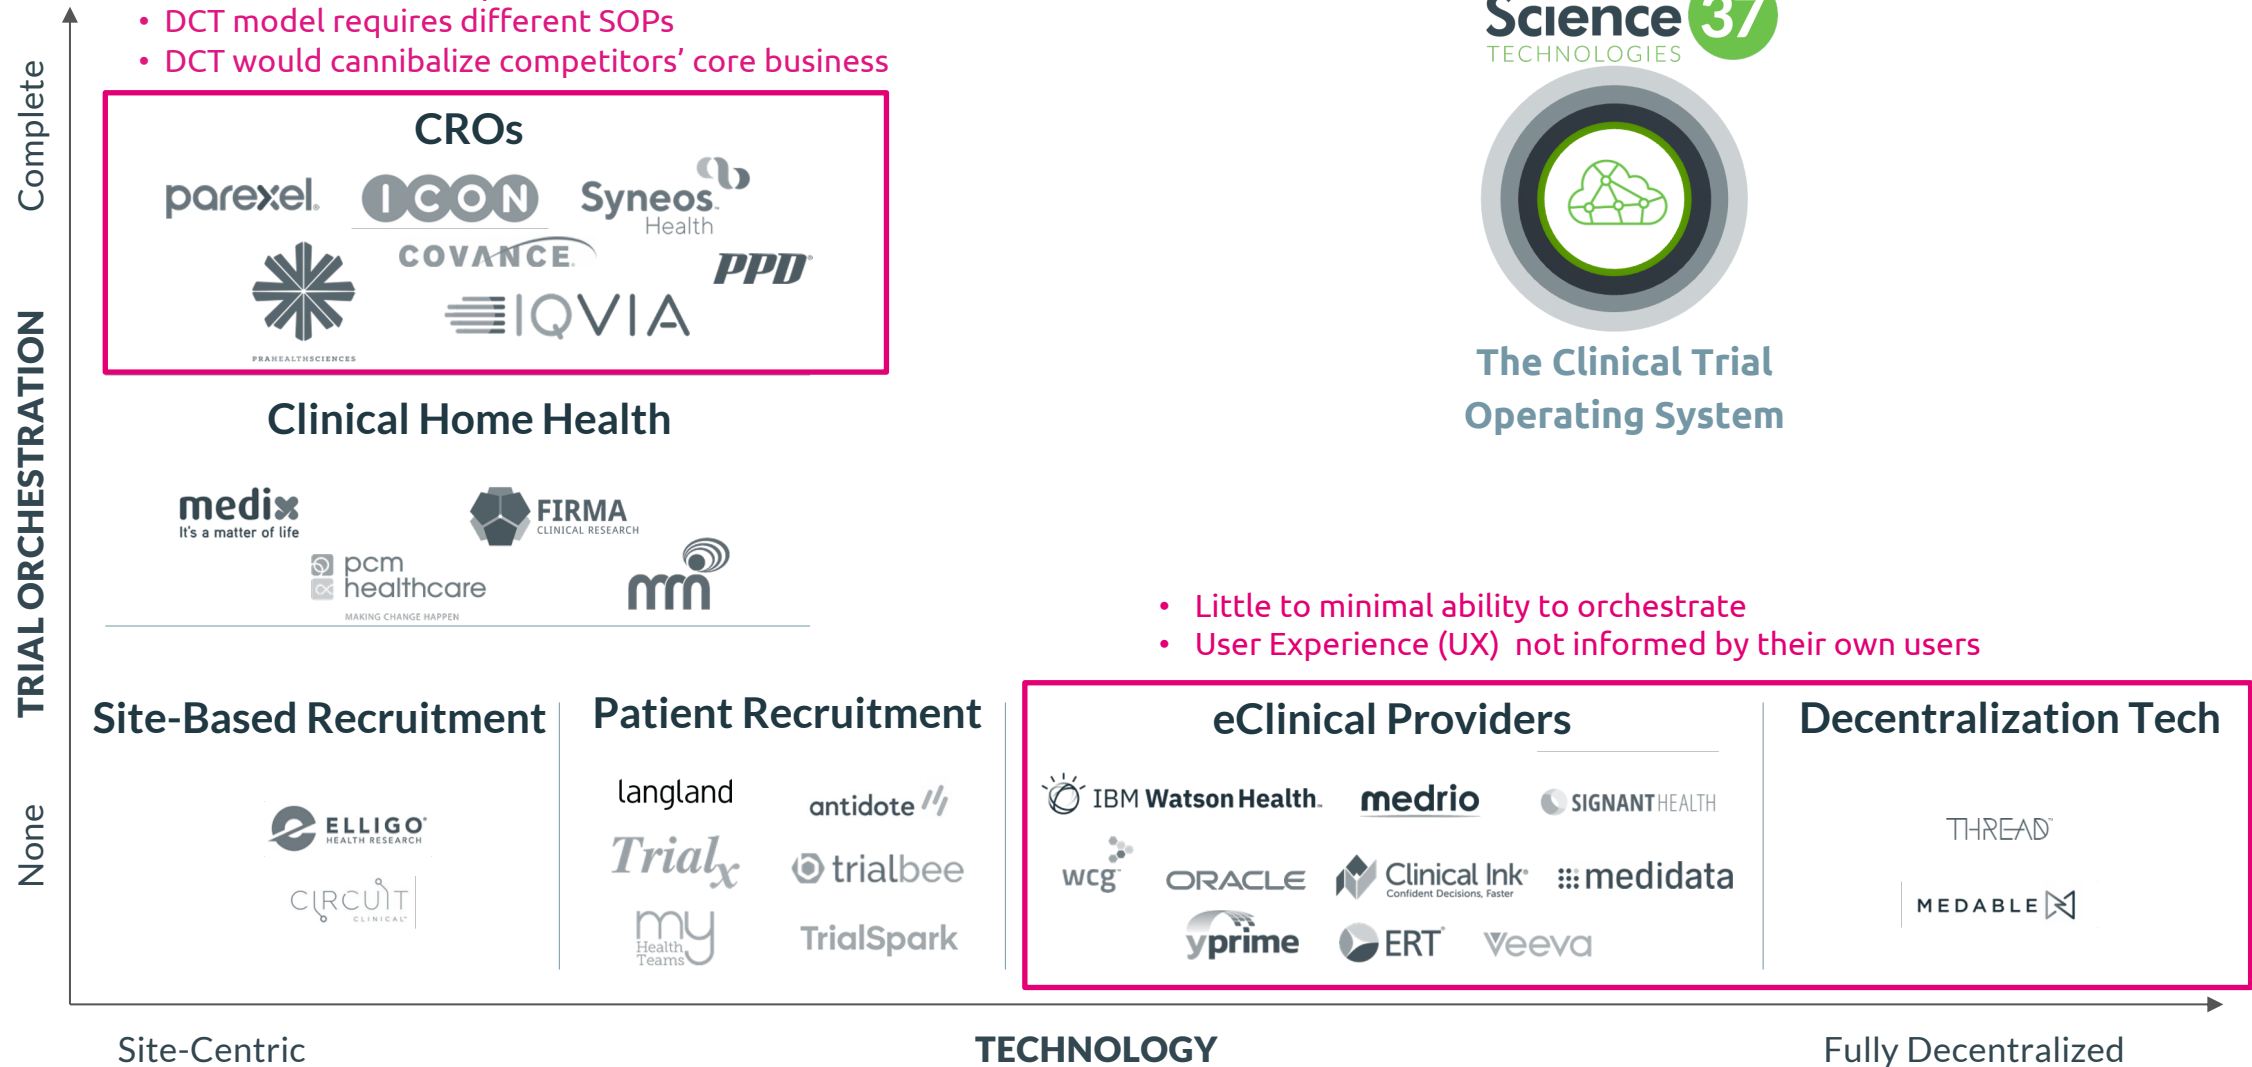 • DCT model requires different SOPs
• DCT would cannibalize competitors’ core business
Science 37
TECHNOLOGIES
Complete
TRIAL ORCHESTRATION
None
CROs
parexel.
ICON
Syneos
Health
COVANCE
PPD
PRAHEALTHSCIENCES
IQVIA
The Clinical Trial
Operating System
Clinical Home Health
medix
It's a matter of life
FIRMA
CLINICAL RESEARCH
pcm
healthcare
MAKING CHANGE HAPPEN
mrn
• Little to minimal ability to orchestrate
• User Experience (UX) not informed by their own users
Site-Based Recruitment
ELLIGO
HEALTH RESEARCH
CIRCUIT
CLINICAL
Patient Recruitment
langland
antidote
Trialx
trialbee
my
Health
Teams
TrialSpark
eClinical Providers
IBM Watson Health
medrio
SIGNANT HEALTH
wcg
ORACLE
Clinical Ink
Confident Decisions, Faster
medidata
yprime
ERT
Veeva
Decentralization Tech
THREAD
MEDABLE
Site-Centric
TECHNOLOGY
Fully Decentralized